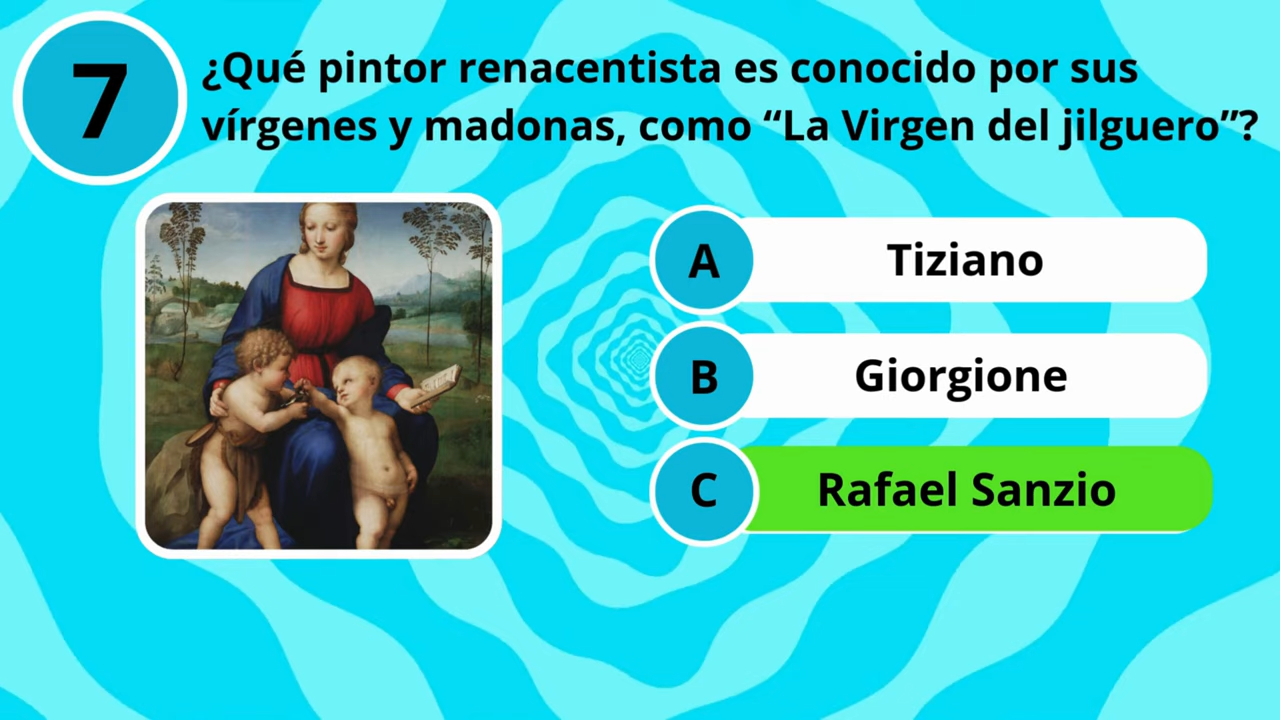 7
¿Qué pintor renacentista es conocido por sus
vírgenes y madonas, como “La Virgen del jilguero”?
A Tiziano
B Giorgione
C Rafael Sanzio